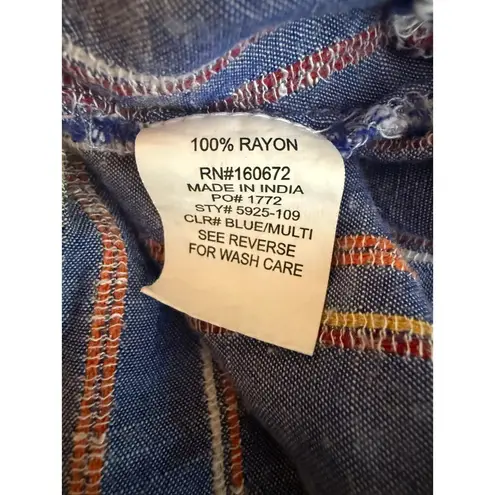 100% RAYON
RN#160672
MADE IN INDIA
PO# 1772
STY# 5925-109
CLR# BLUE/MULTI
SEE REVERSE
FOR WASH CARE